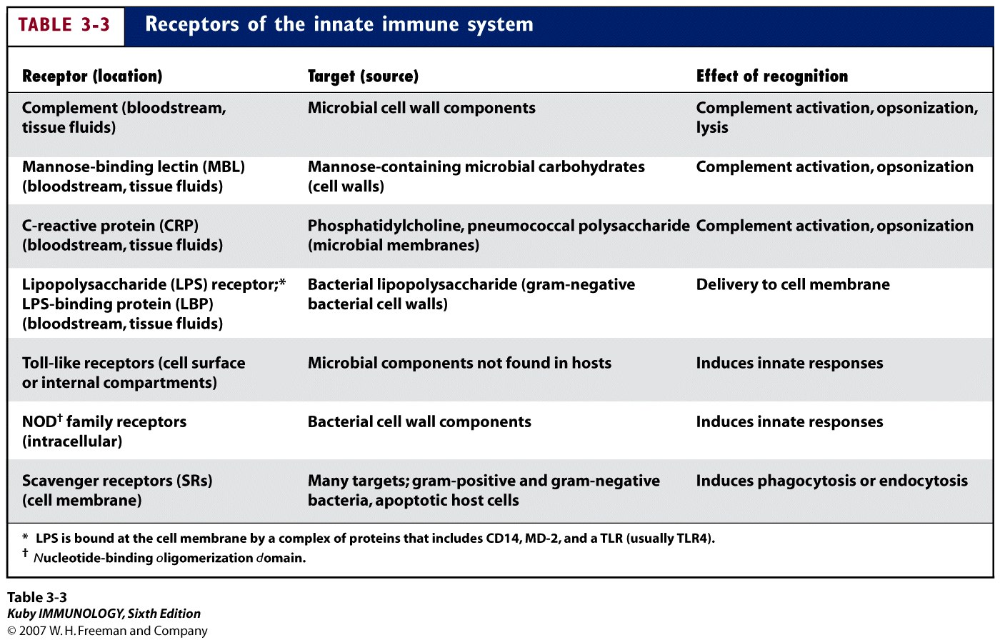 TABLE 3-3 Receptors of the innate immune system
Receptor (location) Target (source) Effect of recognition
Complement (bloodstream, Microbial cell wall components Complement activation, opsonization,
tissue fluids) lysis
Mannose-binding lectin (MBL) Mannose-containing microbial carbohydrates Complement activation, opsonization
(bloodstream, tissue fluids) (cell walls)
C-reactive protein (CRP) Phosphatidylcholine, pneumococcal polysaccharide Complement activation, opsonization
(bloodstream, tissue fluids) (microbial membranes)
Lipopolysaccharide (LPS) receptor;* Bacterial lipopolysaccharide (gram-negative Delivery to cell membrane
LPS-binding protein (LBP) bacterial cell walls)
(bloodstream, tissue fluids)
Toll-like receptors (cell surface Microbial components not found in hosts Induces innate responses
or internal compartments)
NOD† family receptors Bacterial cell wall components Induces innate responses
(intracellular)
Scavenger receptors (SRs) Many targets; gram-positive and gram-negative Induces phagocytosis or endocytosis
(cell membrane) bacteria, apoptotic host cells
* LPS is bound at the cell membrane by a complex of proteins that includes CD14, MD-2, and a TLR (usually TLR4).
† Nucleotide-binding oligomerization domain.
Table 3-3
Kuby IMMUNOLOGY, Sixth Edition
© 2007 W. H. Freeman and Company